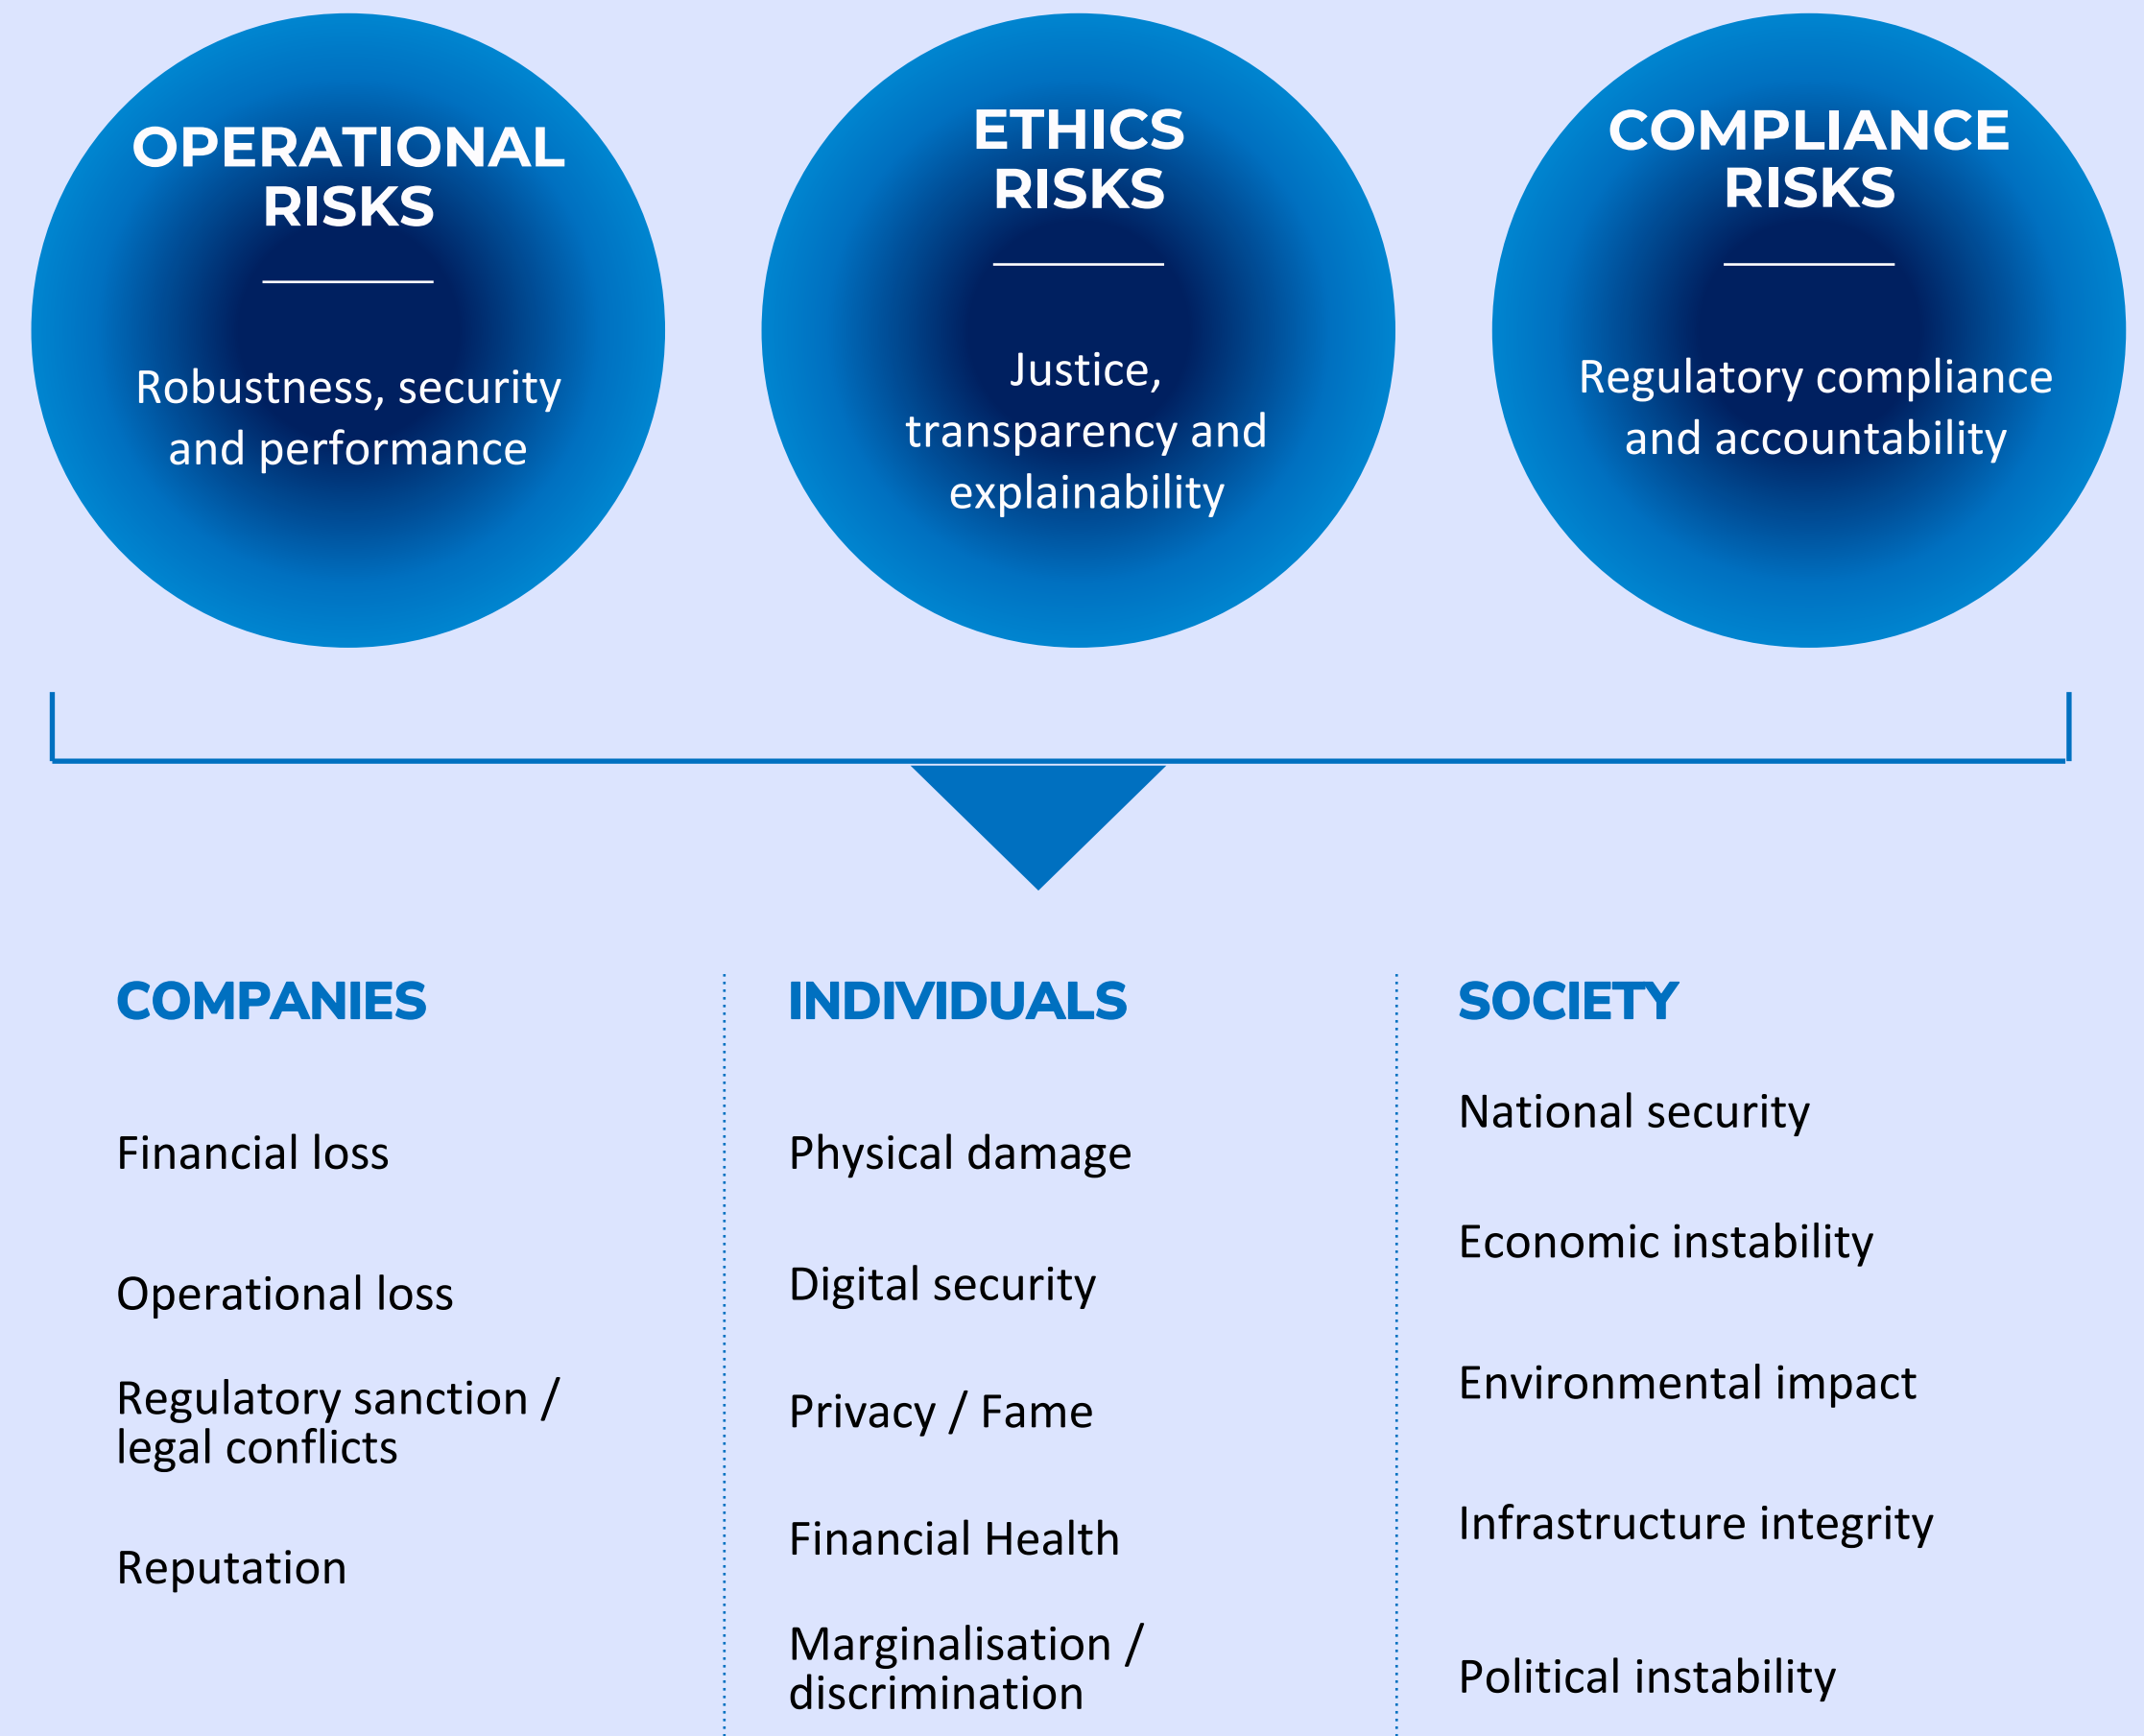 OPERATIONAL
RISKS
Robustness, security
and performance
ETHICS
RISKS
Justice,
transparency and
explainability
COMPLIANCE
RISKS
Regulatory compliance
and accountability
COMPANIES
Financial loss
Operational loss
Regulatory sanction /
legal conflicts
Reputation
INDIVIDUALS
Physical damage
Digital security
Privacy / Fame
Financial Health
Marginalisation /
discrimination
SOCIETY
National security
Economic instability
Environmental impact
Infrastructure integrity
Political instability